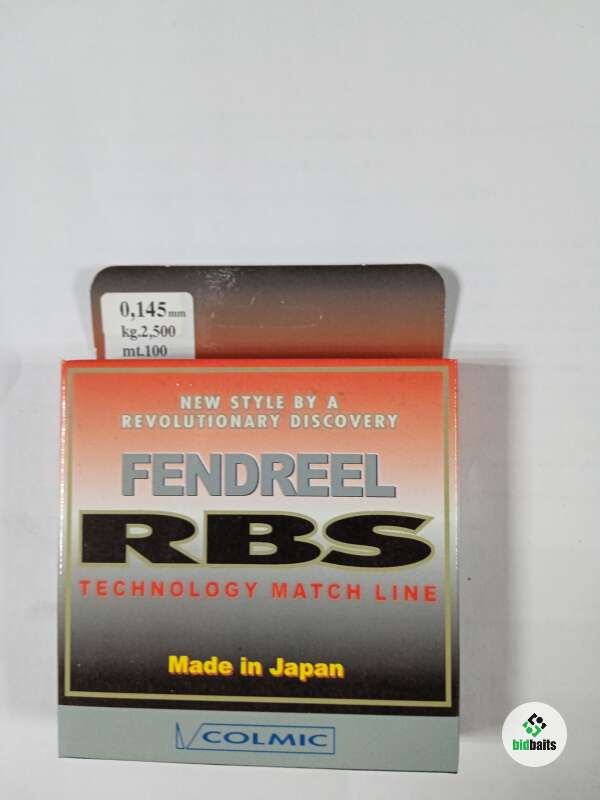 0,145mm
kg.2,500
mt.100
NEW STYLE BY A
REVOLUTIONARY DISCOVERY
FENDREEL
RBS
TECHNOLOGY MATCH LINE
Made in Japan
COLMIC
bidbaits